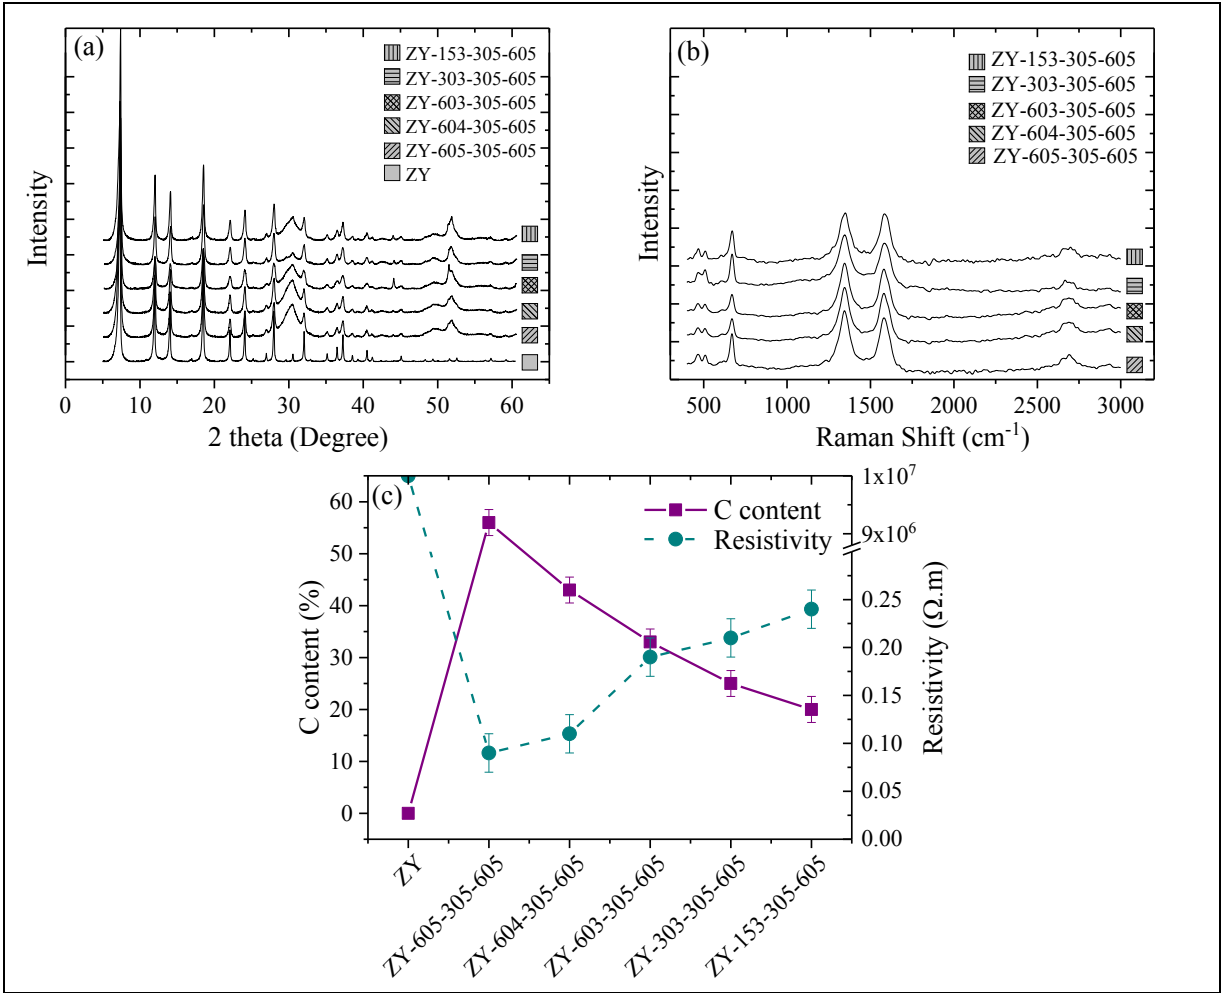 (a)
ZY-153-305-605
ZY-303-305-605
ZY-603-305-605
ZY-604-305-605
ZY-605-305-605
ZY
Intensity
0 10 20 30 40 50 60
2 theta (Degree)
(b)
ZY-153-305-605
ZY-303-305-605
ZY-603-305-605
ZY-604-305-605
ZY-605-305-605
Intensity
500 1000 1500 2000 2500 3000
Raman Shift (cm⁻¹)
(c)
C content
Resistivity
60
50
40
30
20
10
0
C content (%)
1x10⁷
9x10⁶
0.25
0.20
0.15
0.10
0.05
0.00
Resistivity (Ω.m)
ZY
ZY-605-305-605
ZY-604-305-605
ZY-603-305-605
ZY-303-305-605
ZY-153-305-605